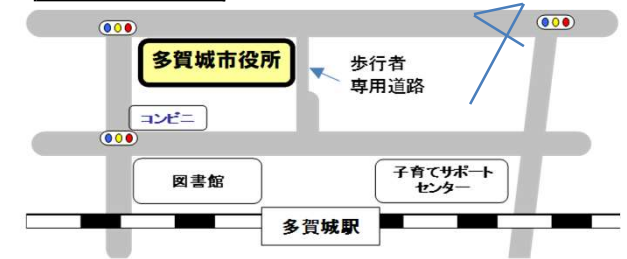 多賀城市役所
歩行者
専用道路
コンビニ
図書館
子育てサポート
センター
多賀城駅